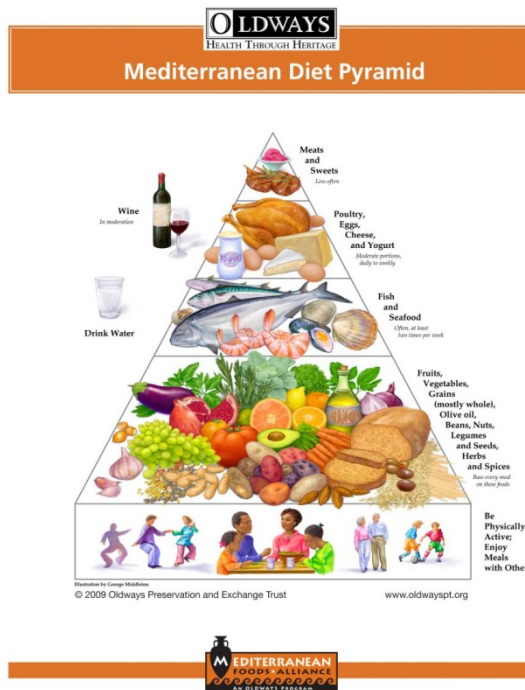 OLDWAYS
HEALTH THROUGH HERITAGE
Mediterranean Diet Pyramid
Meats
and
Sweets
Less often
Wine
In moderation
Poultry,
Eggs,
Cheese,
and Yogurt
Moderate portions,
daily to weekly
YOGURT
Drink Water
Fish
and
Seafood
Often, at least
two times per week
Fruits,
Vegetables,
Grains
(mostly whole),
Olive oil,
Beans, Nuts,
Legumes
and Seeds,
Herbs
and Spices
Base every meal
on these foods
Be
Physically
Active;
Enjoy
Meals
with Othe
Illustration by George Middleton
© 2009 Oldways Preservation and Exchange Trust
www.oldwayspt.org
MEDITERRANEAN
FOODS ALLIANCE
AN OLDWAYS PROGRAM